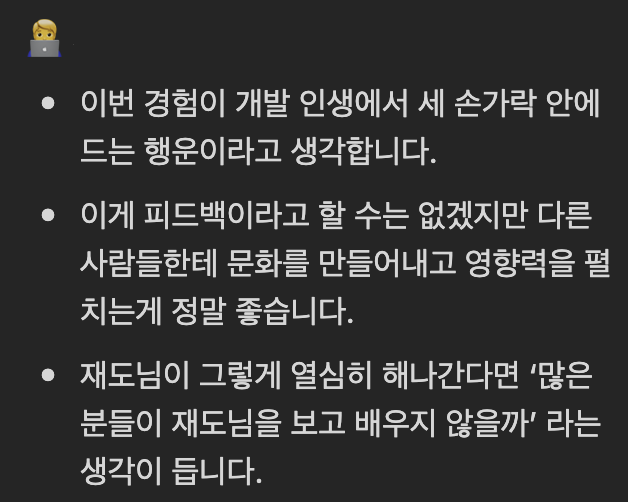 • 이번 경험이 개발 인생에서 세 손가락 안에
드는 행운이라고 생각합니다.
• 이게 피드백이라고 할 수는 없겠지만 다른
사람들한테 문화를 만들어내고 영향력을 펼
치는게 정말 좋습니다.
• 재도님이 그렇게 열심히 해나간다면 ‘많은
분들이 재도님을 보고 배우지 않을까’ 라는
생각이 듭니다.